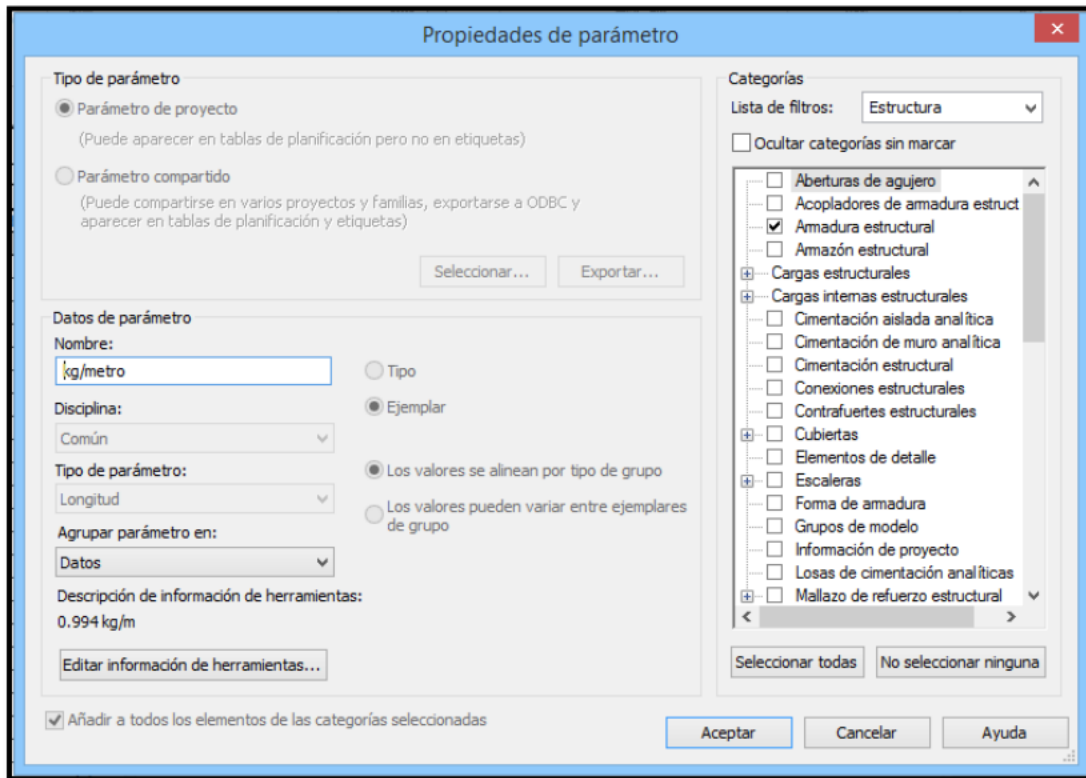 Propiedades de parámetro
Tipo de parámetro
Parámetro de proyecto
(Puede aparecer en tablas de planificación pero no en etiquetas)
Parámetro compartido
(Puede compartirse en varios proyectos y familias, exportarse a ODBC y
aparecer en tablas de planificación y etiquetas)
Seleccionar...
Exportar...
Datos de parámetro
Nombre:
kg/metro
Tipo
Disciplina:
Ejemplar
Común
Tipo de parámetro:
Los valores se alinean por tipo de grupo
Longitud
Los valores pueden variar entre ejemplares
de grupo
Agrupar parámetro en:
Datos
Descripción de información de herramientas:
0.994 kg/m
Editar información de herramientas...
Añadir a todos los elementos de las categorías seleccionadas
Categorías
Lista de filtros:
Estructura
Ocultar categorías sin marcar
Aberturas de agujero
Acopladores de armadura estruct
Armadura estructural
Armazón estructural
Cargas estructurales
Cargas internas estructurales
Cimentación aislada analítica
Cimentación de muro analítica
Cimentación estructural
Conexiones estructurales
Contrafuertes estructurales
Cubiertas
Elementos de detalle
Escaleras
Forma de armadura
Grupos de modelo
Información de proyecto
Losas de cimentación analíticas
Mallazo de refuerzo estructural
Seleccionar todas
No seleccionar ninguna
Aceptar
Cancelar
Ayuda